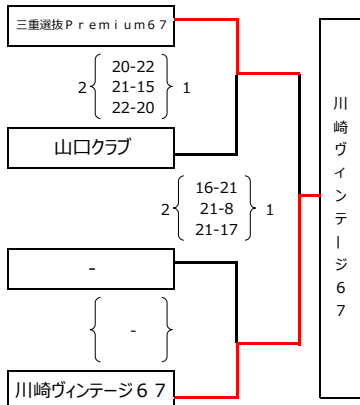 三重選抜Ｐｒｅｍｉｕｍ６７
20-22
2 21-15 1
22-20
山口クラブ
16-21
2 21-8 1
21-17
-
-
川崎ヴィンテージ６７
川崎ヴィンテージ６７